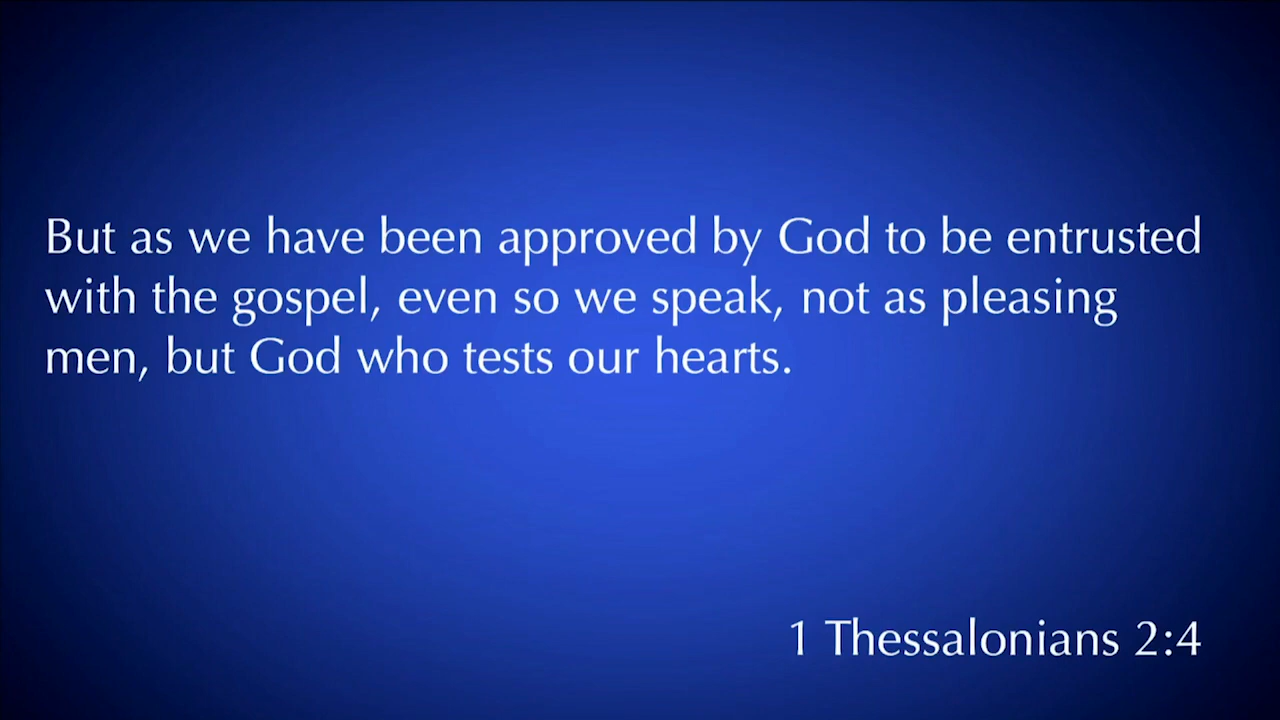 But as we have been approved by God to be entrusted
with the gospel, even so we speak, not as pleasing
men, but God who tests our hearts.
1 Thessalonians 2:4